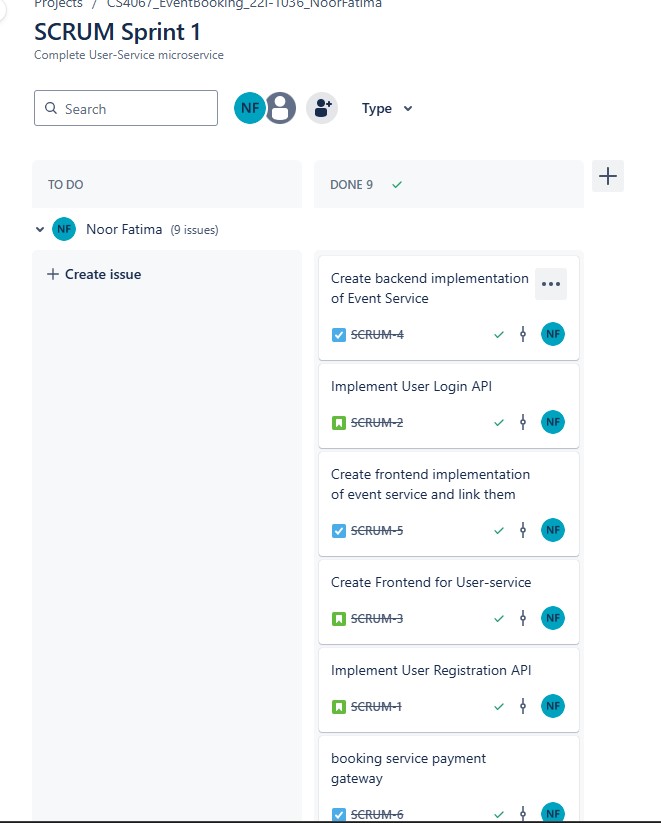 Projects / CS4067_EventBooking_22i-1036_NoorFatima
SCRUM Sprint 1
Complete User-Service microservice
Search
NF
Type
TO DO
DONE 9
NF Noor Fatima (9 issues)
+ Create issue
Create backend implementation
of Event Service
SCRUM-4 NF
Implement User Login API
SCRUM-2 NF
Create frontend implementation
of event service and link them
SCRUM-5 NF
Create Frontend for User-service
SCRUM-3 NF
Implement User Registration API
SCRUM-1 NF
booking service payment
gateway
SCRUM-6 NF